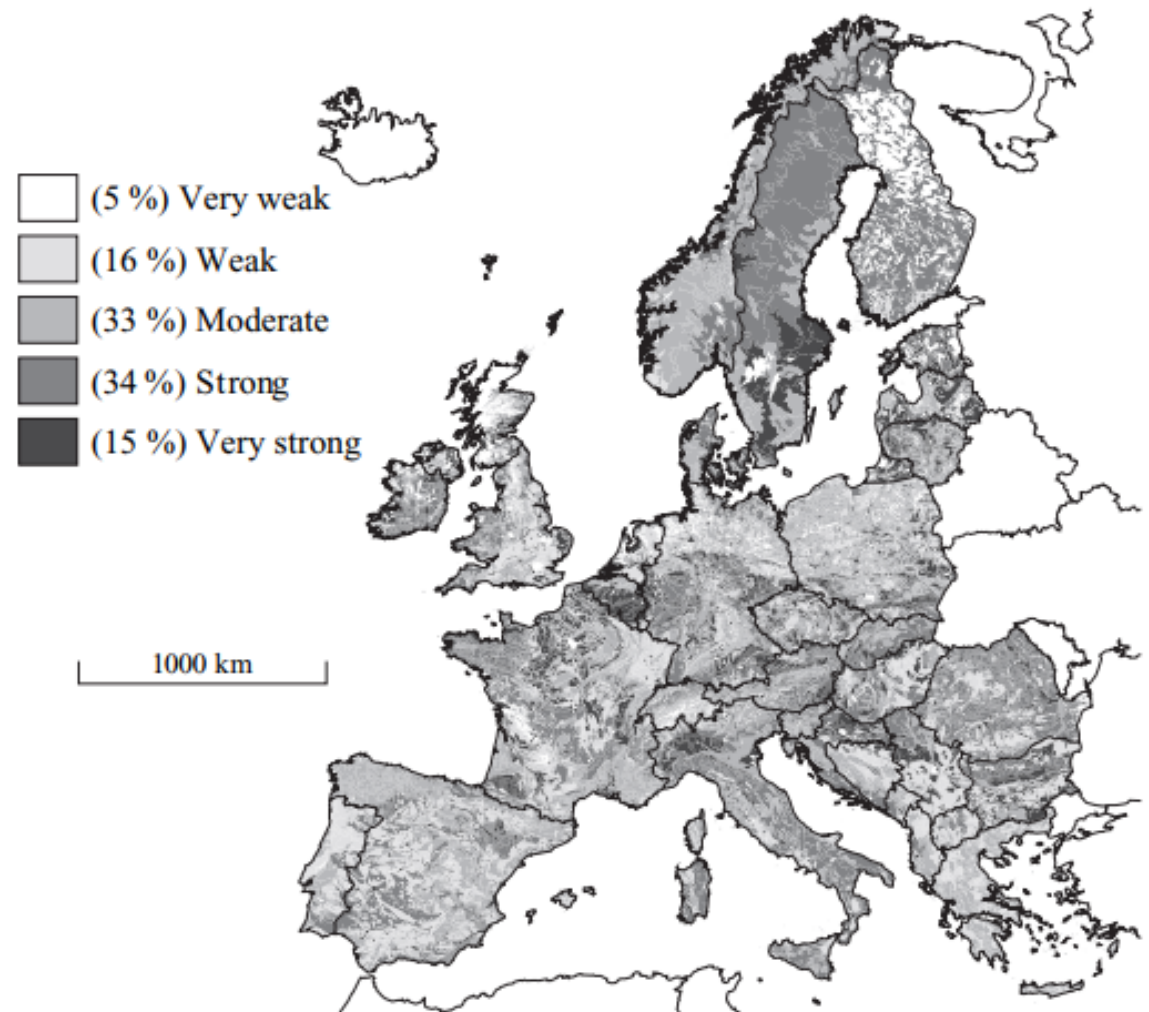 (5 %) Very weak
(16 %) Weak
(33 %) Moderate
(34 %) Strong
(15 %) Very strong
1000 km